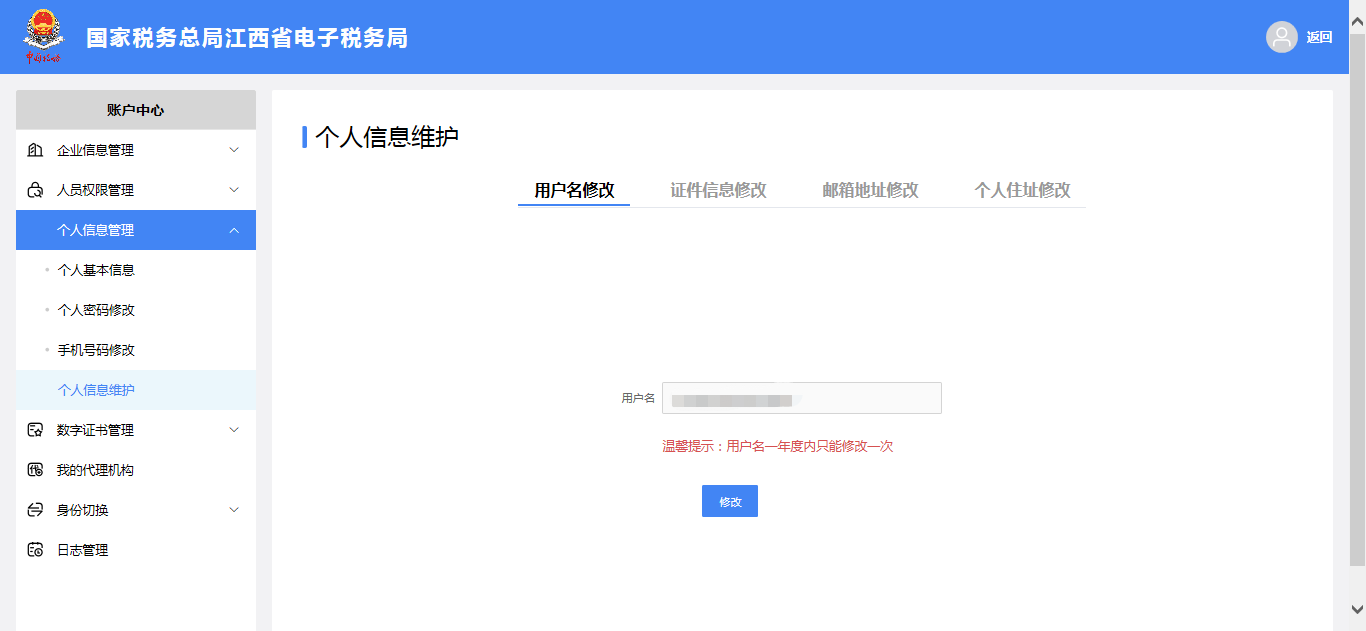 国家税务总局江西省电子税务局
返回
账户中心
企业信息管理
人员权限管理
个人信息管理
个人基本信息
个人密码修改
手机号码修改
个人信息维护
数字证书管理
我的代理机构
身份切换
日志管理
个人信息维护
用户名修改 证件信息修改 邮箱地址修改 个人住址修改
用户名
温馨提示：用户名一年度内只能修改一次
修改